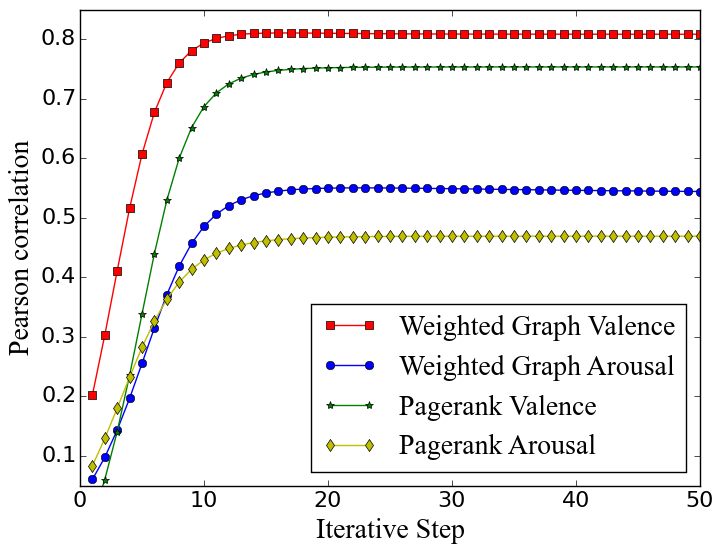 Pearson correlation
0.8
0.7
0.6
0.5
0.4
0.3
0.2
0.1
Weighted Graph Valence
Weighted Graph Arousal
Pagerank Valence
Pagerank Arousal
0 10 20 30 40 50
Iterative Step